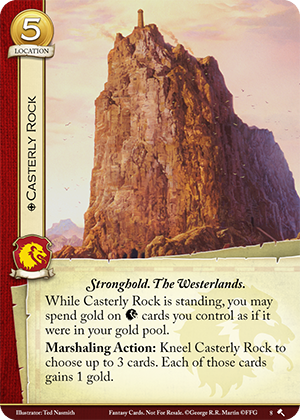 5
LOCATION
CASTERLY ROCK
Stronghold. The Westerlands.
While Casterly Rock is standing, you may
spend gold on cards you control as if it
were in your gold pool.
Marshaling Action: Kneel Casterly Rock to
choose up to 3 cards. Each of those cards
gains 1 gold.
Illustrator: Ted Nasmith
Fantasy Cards. Not For Resale. ©George R.R. Martin ©FFG
8